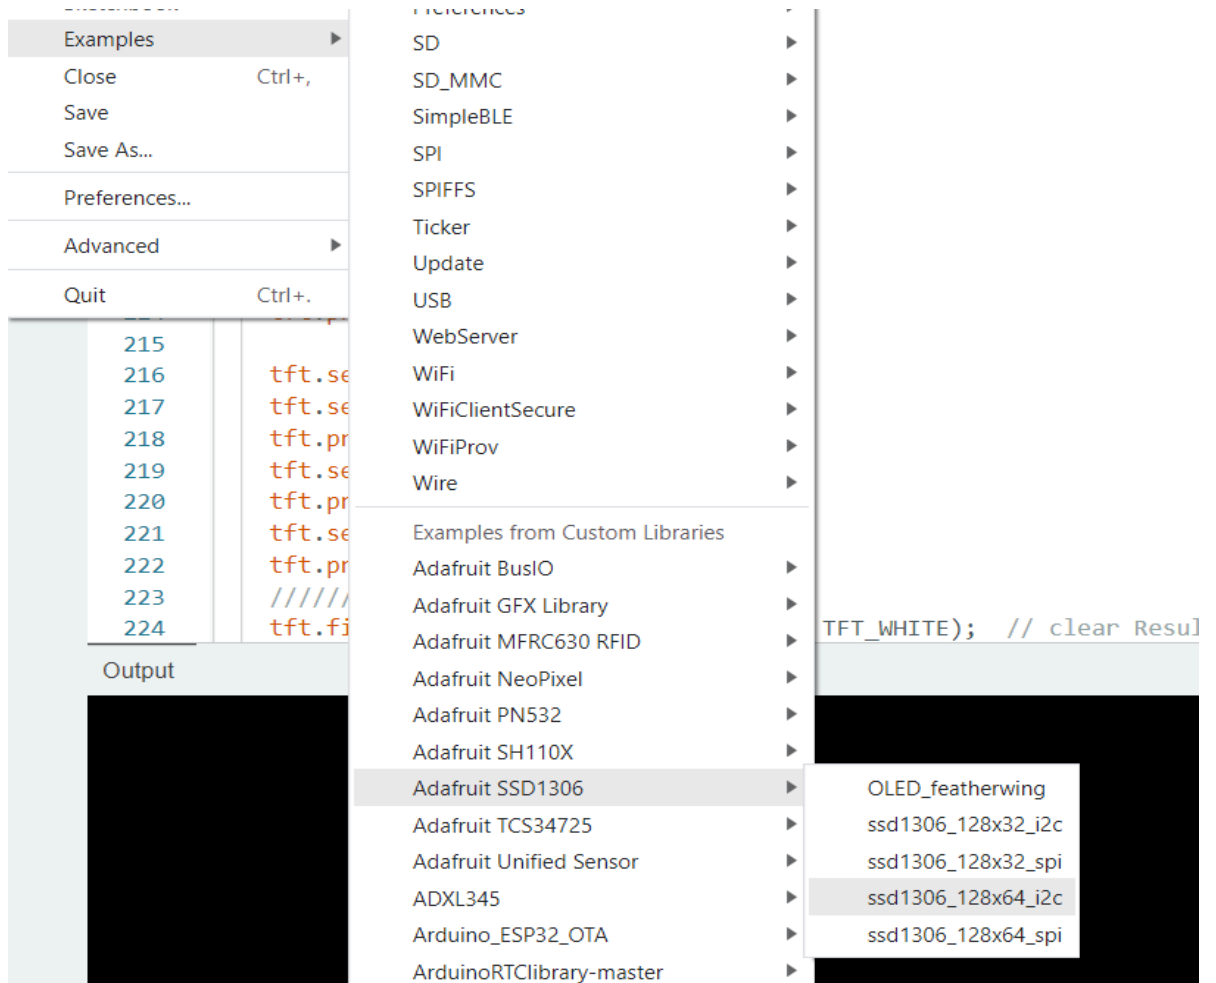 Examples
Close Ctrl+,
Save
Save As...
Preferences...
Advanced
Quit Ctrl+.
Preferences
SD
SD_MMC
SimpleBLE
SPI
SPIFFS
Ticker
Update
USB
WebServer
WiFi
WiFiClientSecure
WiFiProv
Wire
Examples from Custom Libraries
Adafruit BusIO
Adafruit GFX Library
Adafruit MFRC630 RFID
Adafruit NeoPixel
Adafruit PN532
Adafruit SH110X
Adafruit SSD1306
Adafruit TCS34725
Adafruit Unified Sensor
ADXL345
Arduino_ESP32_OTA
ArduinoRTClibrary-master
OLED_featherwing
ssd1306_128x32_i2c
ssd1306_128x32_spi
ssd1306_128x64_i2c
ssd1306_128x64_spi
215
216 tft.se
217 tft.se
218 tft.pr
219 tft.se
220 tft.pr
221 tft.se
222 tft.pr
223 //////
224 tft.fi TFT_WHITE); // clear Resul
Output